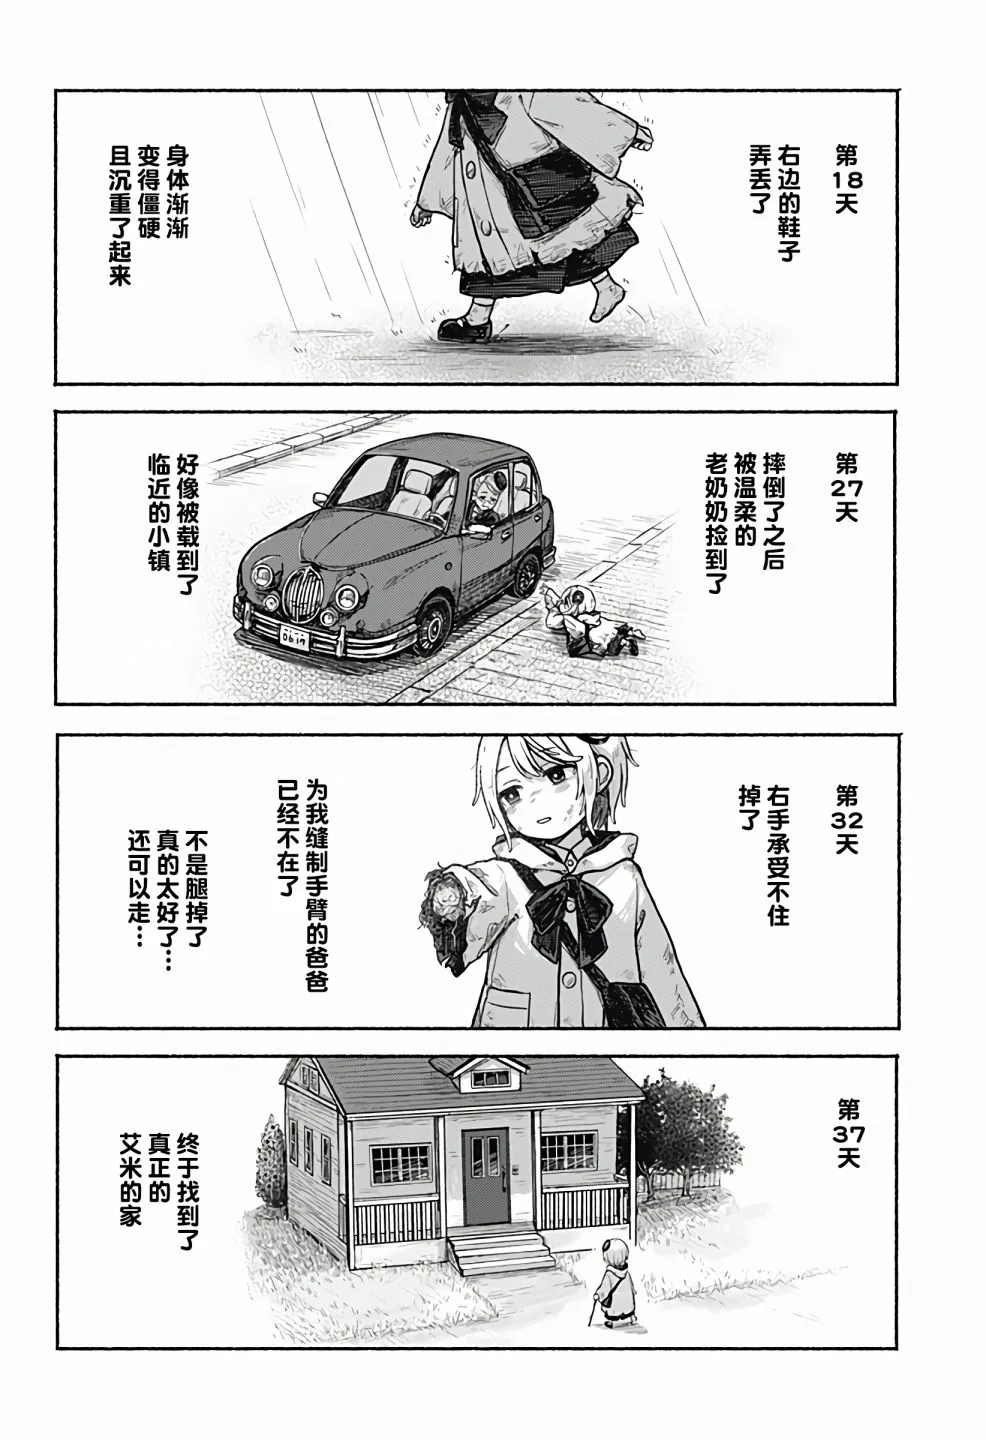 第18天
右边的鞋子
弄丢了
身体渐渐
变得僵硬
且沉重了起来
第27天
摔倒了之后
被温柔的
老奶奶捡到了
好像被载到了
临近的小镇
0617
第32天
右手承受不住
掉了
为我缝制手臂的爸爸
已经不在了
不是腿掉了
真的太好了…
还可以走…
第37天
终于找到了
真正的
艾米的家